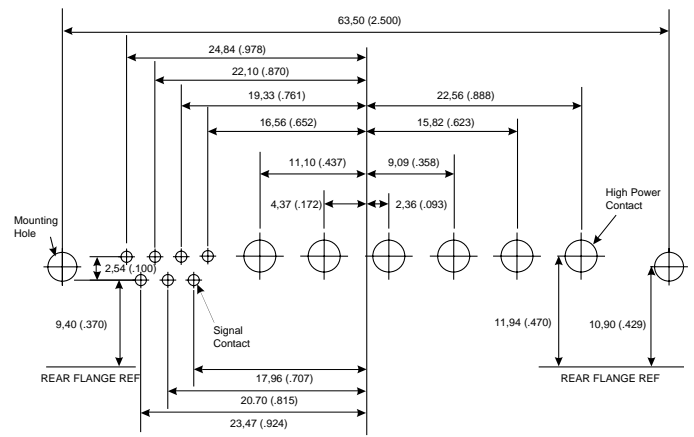 63,50 (2.500)
24,84 (.978)
22,10 (.870)
19,33 (.761)
22,56 (.888)
16,56 (.652)
15,82 (.623)
11,10 (.437)
9,09 (.358)
4,37 (.172)
2,36 (.093)
High Power
Contact
Mounting
Hole
2,54 (.100)
9,40 (.370)
11,94 (.470)
10,90 (.429)
Signal
Contact
REAR FLANGE REF
REAR FLANGE REF
17,96 (.707)
20.70 (.815)
23,47 (.924)